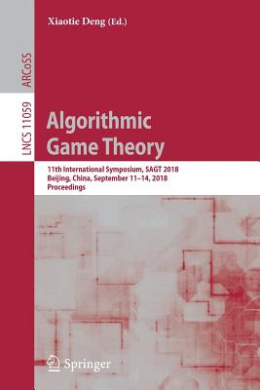 Xiaotie Deng (Ed.)
LNCS 11059
ARCoSS
Algorithmic
Game Theory
11th International Symposium, SAGT 2018
Beijing, China, September 11–14, 2018
Proceedings
Springer